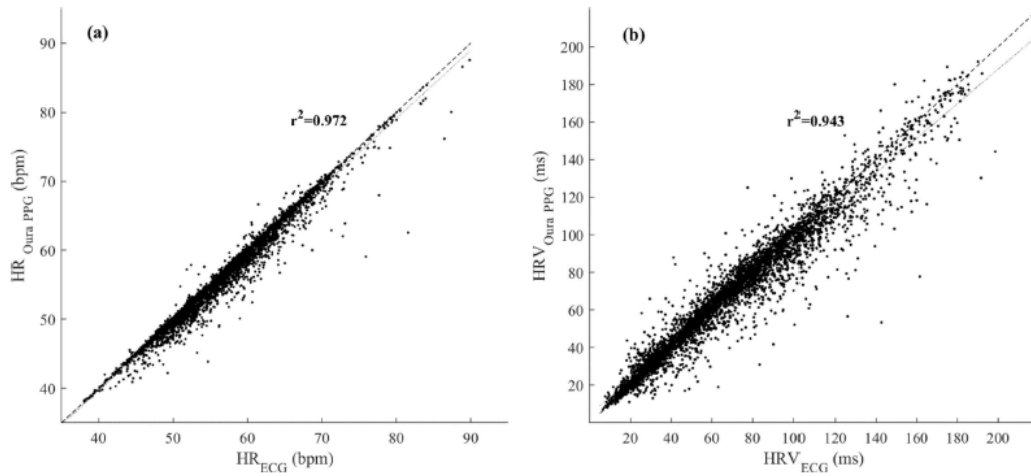 (a)
r²=0.972
90
80
70
60
50
40
HR Oura PPG (bpm)
40 50 60 70 80 90
HR ECG (bpm)
(b)
r²=0.943
200
180
160
140
120
100
80
60
40
20
HRV Oura PPG (ms)
20 40 60 80 100 120 140 160 180 200
HRV ECG (ms)